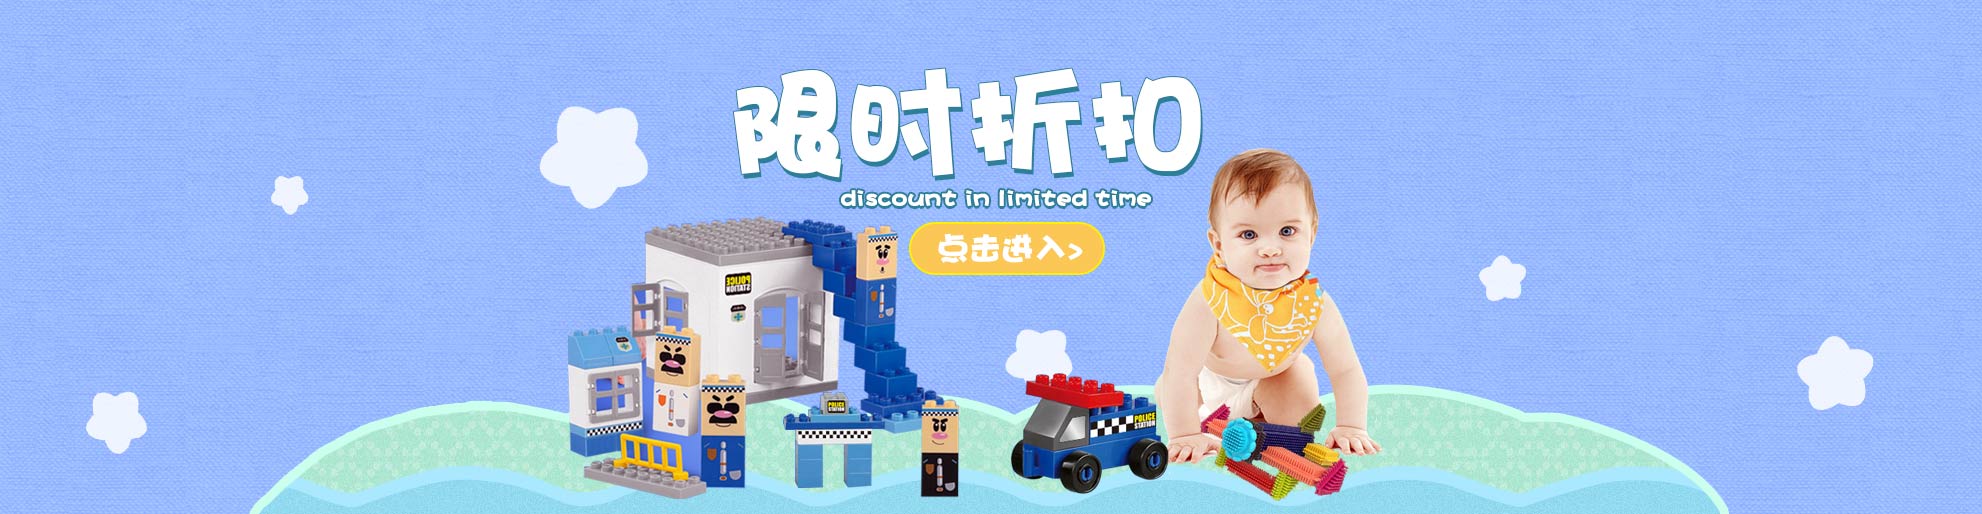 限时折扣
discount in limited time
点击进入>
POLICE
STATION
POLICE
STATION
POLICE
STATION